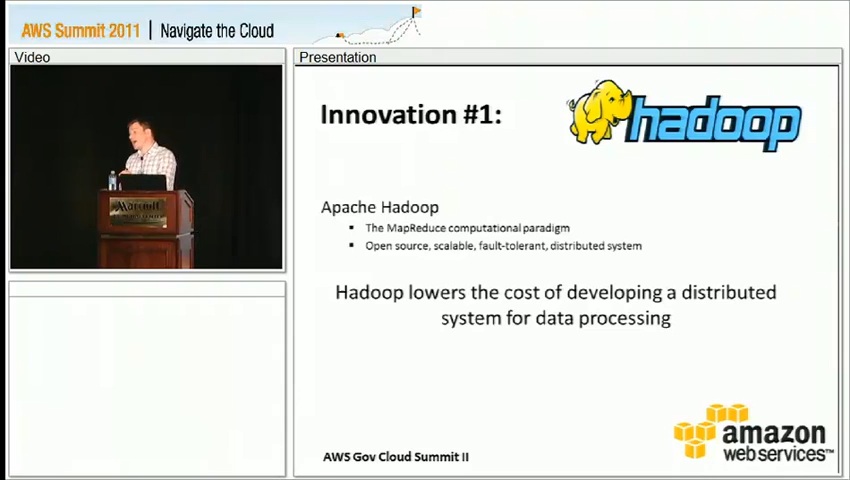 AWS Summit 2011 | Navigate the Cloud
Video
Presentation
Marriott
Innovation #1:
hadoop
Apache Hadoop
▪ The MapReduce computational paradigm
▪ Open source, scalable, fault-tolerant, distributed system
Hadoop lowers the cost of developing a distributed
system for data processing
AWS Gov Cloud Summit II
amazon
web services™